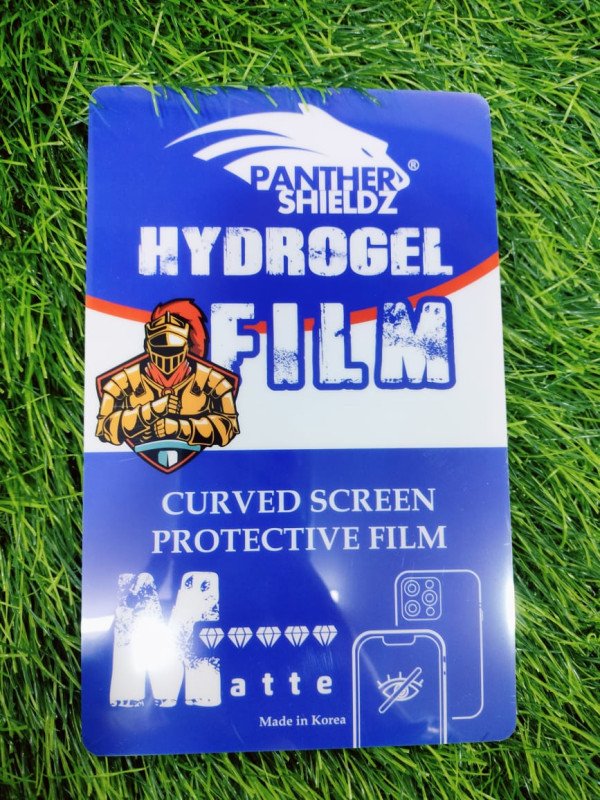 PANTHER ®
SHIELDZ
HYDROGEL
FILM
CURVED SCREEN
PROTECTIVE FILM
Matte
Made in Korea